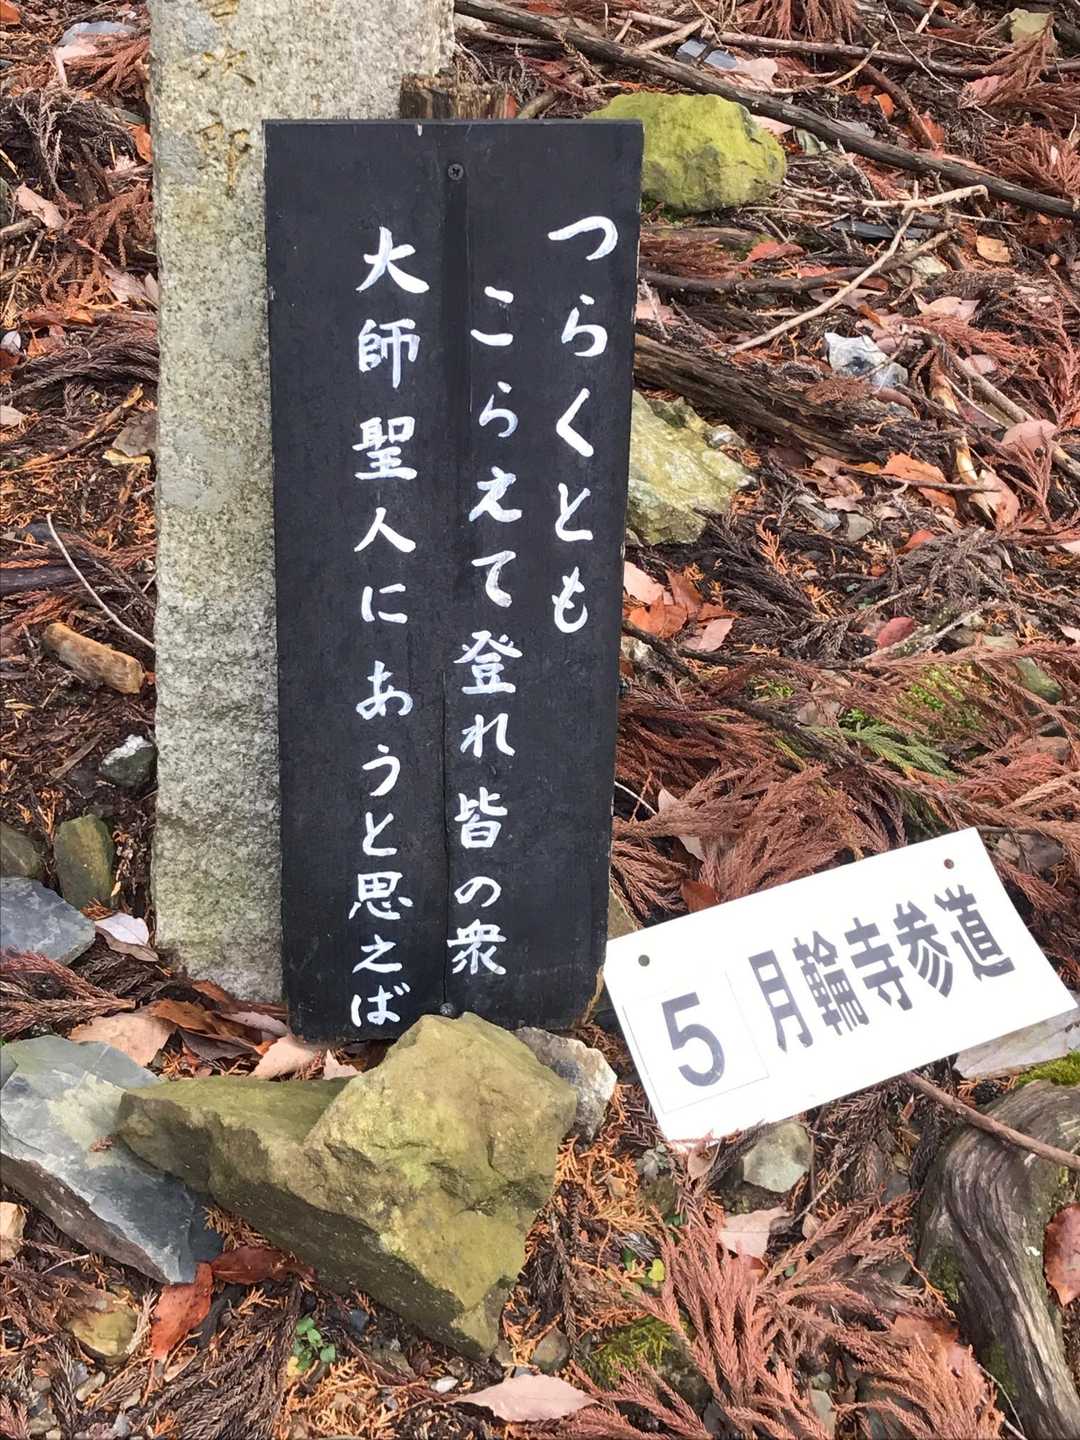 つらくとも
こらえて登れ皆の衆
大師聖人にあうと思えば
5 月輪寺参道